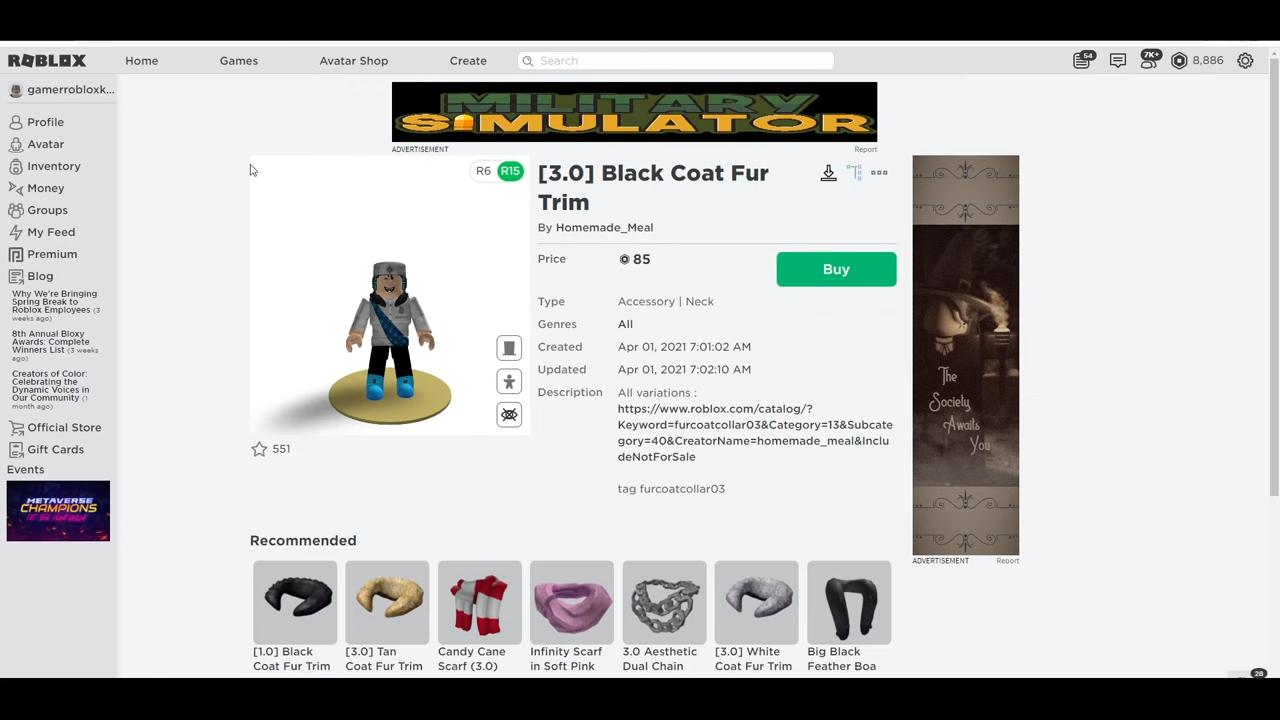 ROBLOX
Home
Games
Avatar Shop
Create
Search
54
7K+
8,886
gamerrobloxk...
Profile
Avatar
Inventory
Money
Groups
My Feed
Premium
Blog
Why We're Bringing
Spring Break to
Roblox Employees (3
weeks ago)
8th Annual Bloxy
Awards: Complete
Winners List (3 weeks
ago)
Creators of Color:
Celebrating the
Dynamic Voices in
Our Community (1
month ago)
Official Store
Gift Cards
Events
METAVERSE
CHAMPIONS
MILITARY
SIMULATOR
ADVERTISEMENT
Report
R6
R15
551
[3.0] Black Coat Fur
Trim
By Homemade_Meal
Price
85
Buy
Type
Accessory | Neck
Genres
All
Created
Apr 01, 2021 7:01:02 AM
Updated
Apr 01, 2021 7:02:10 AM
Description
All variations :
https://www.roblox.com/catalog/?
Keyword=furcoatcollar03&Category=13&Subcate
gory=40&CreatorName=homemade_meal&Inclu
deNotForSale
tag furcoatcollar03
The
Society
Awaits
You
ADVERTISEMENT
Report
Recommended
[1.0] Black
Coat Fur Trim
[3.0] Tan
Coat Fur Trim
Candy Cane
Scarf (3.0)
Infinity Scarf
in Soft Pink
3.0 Aesthetic
Dual Chain
[3.0] White
Coat Fur Trim
Big Black
Feather Boa
28